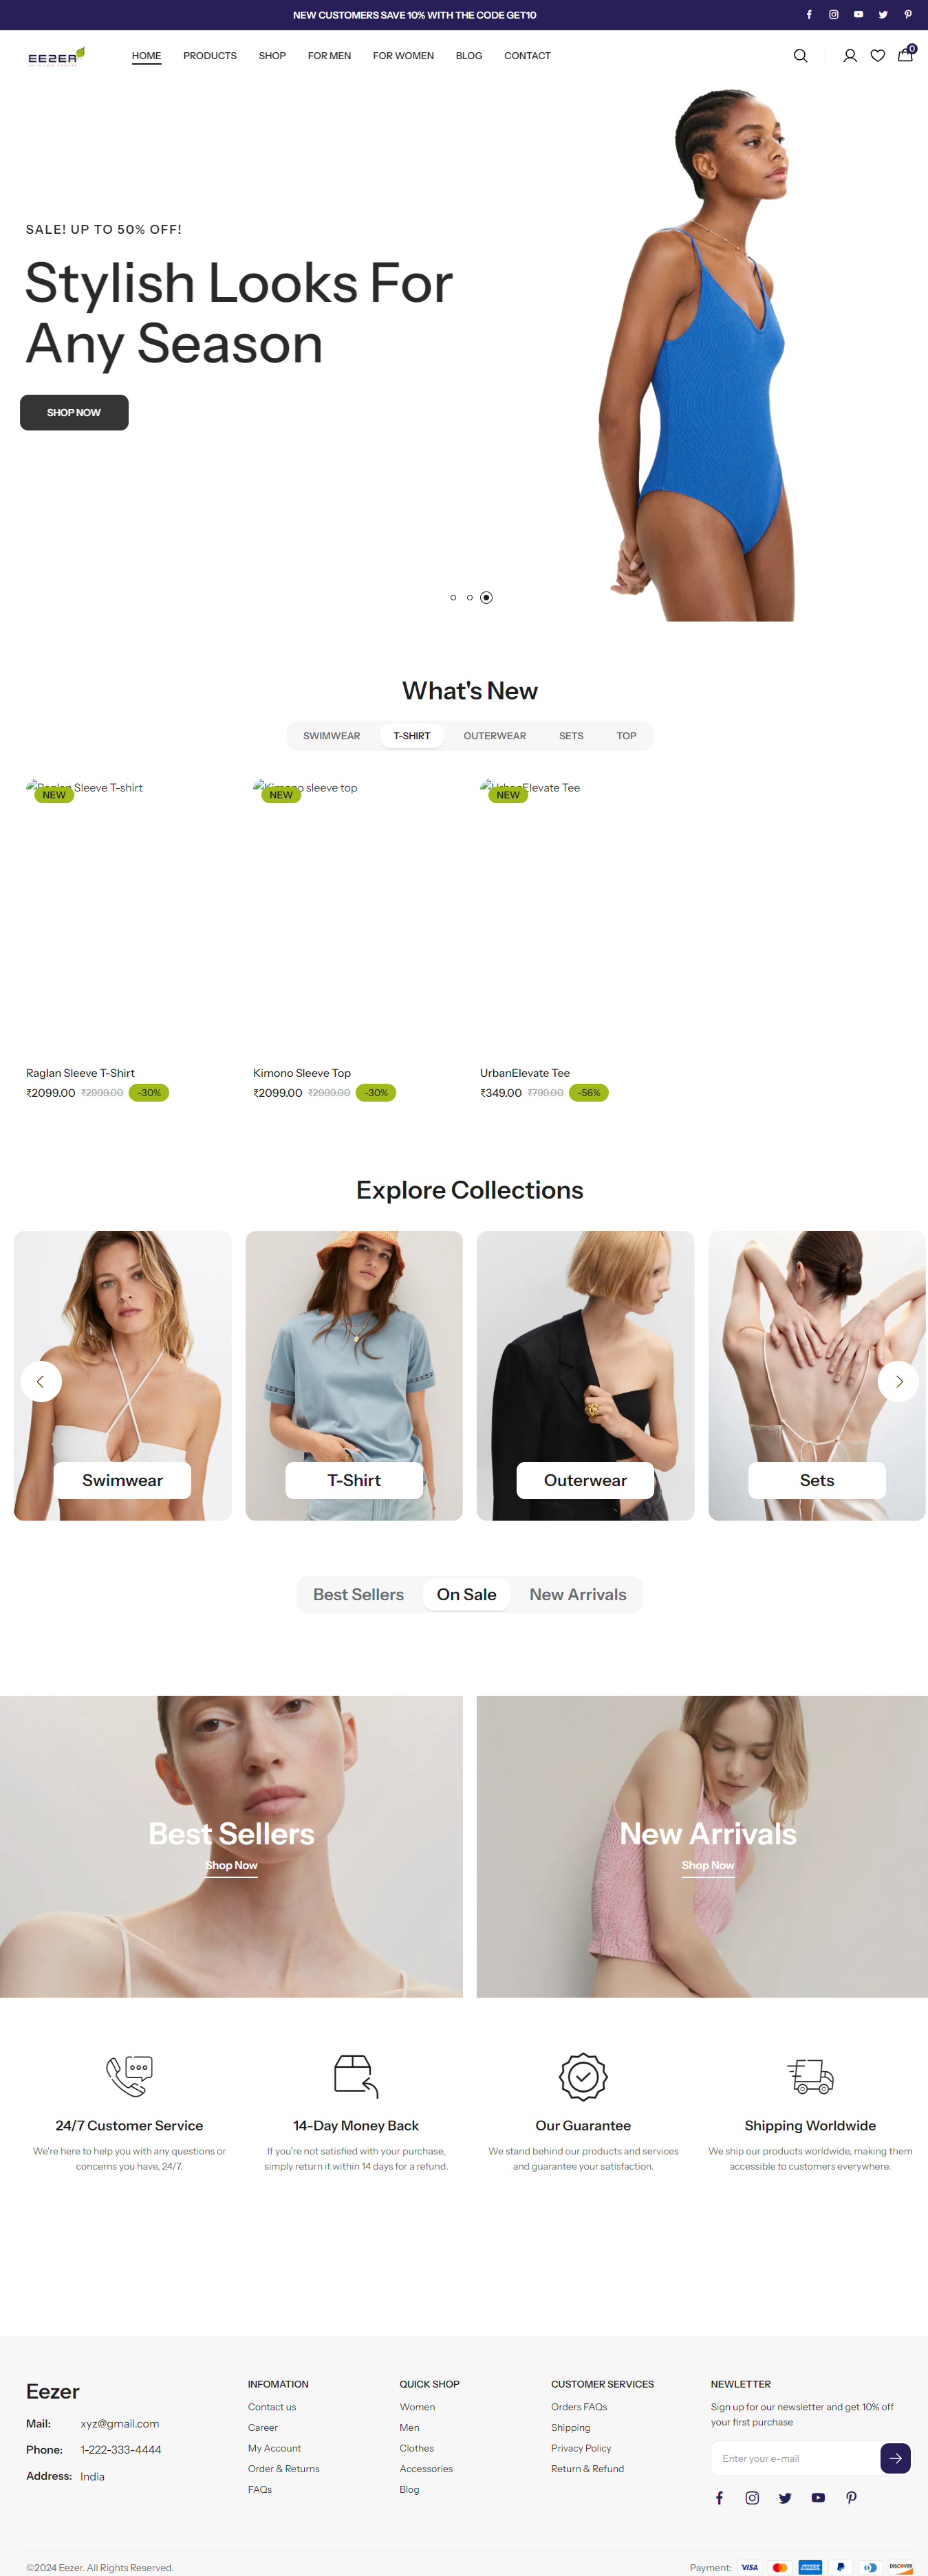 NEW CUSTOMERS SAVE 10% WITH THE CODE GET10
EEZER
HOME PRODUCTS SHOP FOR MEN FOR WOMEN BLOG CONTACT
0
SALE! UP TO 50% OFF!
Stylish Looks For
Any Season
SHOP NOW
What's New
SWIMWEAR T-SHIRT OUTERWEAR SETS TOP
Raglan Sleeve T-shirt
NEW
Kimono sleeve top
NEW
UrbanElevate Tee
NEW
Raglan Sleeve T-Shirt
₹2099.00 ₹2999.00 -30%
Kimono Sleeve Top
₹2099.00 ₹2999.00 -30%
UrbanElevate Tee
₹349.00 ₹799.00 -56%
Explore Collections
Swimwear
T-Shirt
Outerwear
Sets
Best Sellers On Sale New Arrivals
Best Sellers
Shop Now
New Arrivals
Shop Now
24/7 Customer Service
We're here to help you with any questions or
concerns you have, 24/7.
14-Day Money Back
If you're not satisfied with your purchase,
simply return it within 14 days for a refund.
Our Guarantee
We stand behind our products and services
and guarantee your satisfaction.
Shipping Worldwide
We ship our products worldwide, making them
accessible to customers everywhere.
Eezer
Mail: xyz@gmail.com
Phone: 1-222-333-4444
Address: India
INFOMATION
Contact us
Career
My Account
Order & Returns
FAQs
QUICK SHOP
Women
Men
Clothes
Accessories
Blog
CUSTOMER SERVICES
Orders FAQs
Shipping
Privacy Policy
Return & Refund
NEWLETTER
Sign up for our newsletter and get 10% off
your first purchase
Enter your e-mail
©2024 Eezer. All Rights Reserved.
Payment: VISA DISCOVER